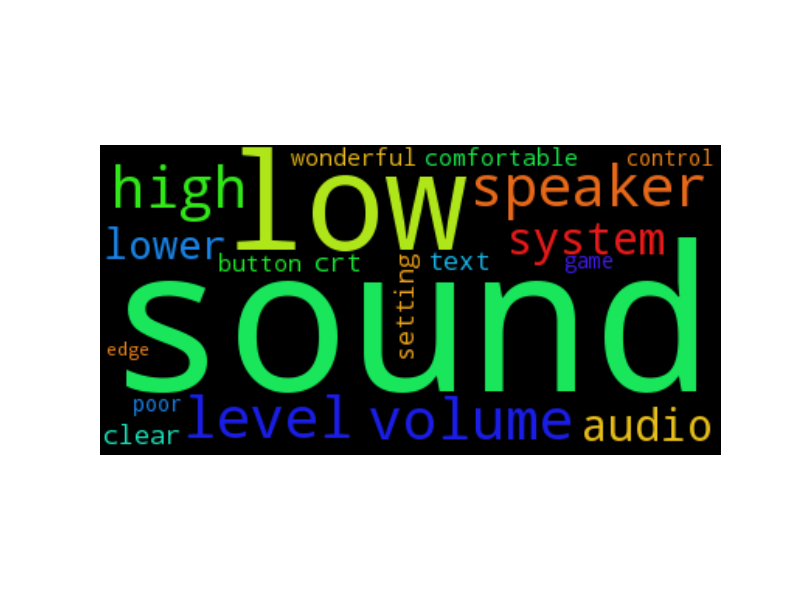 wonderful comfortable control
high low speaker
lower system
button crt setting text game
sound
edge
poor level volume audio
clear